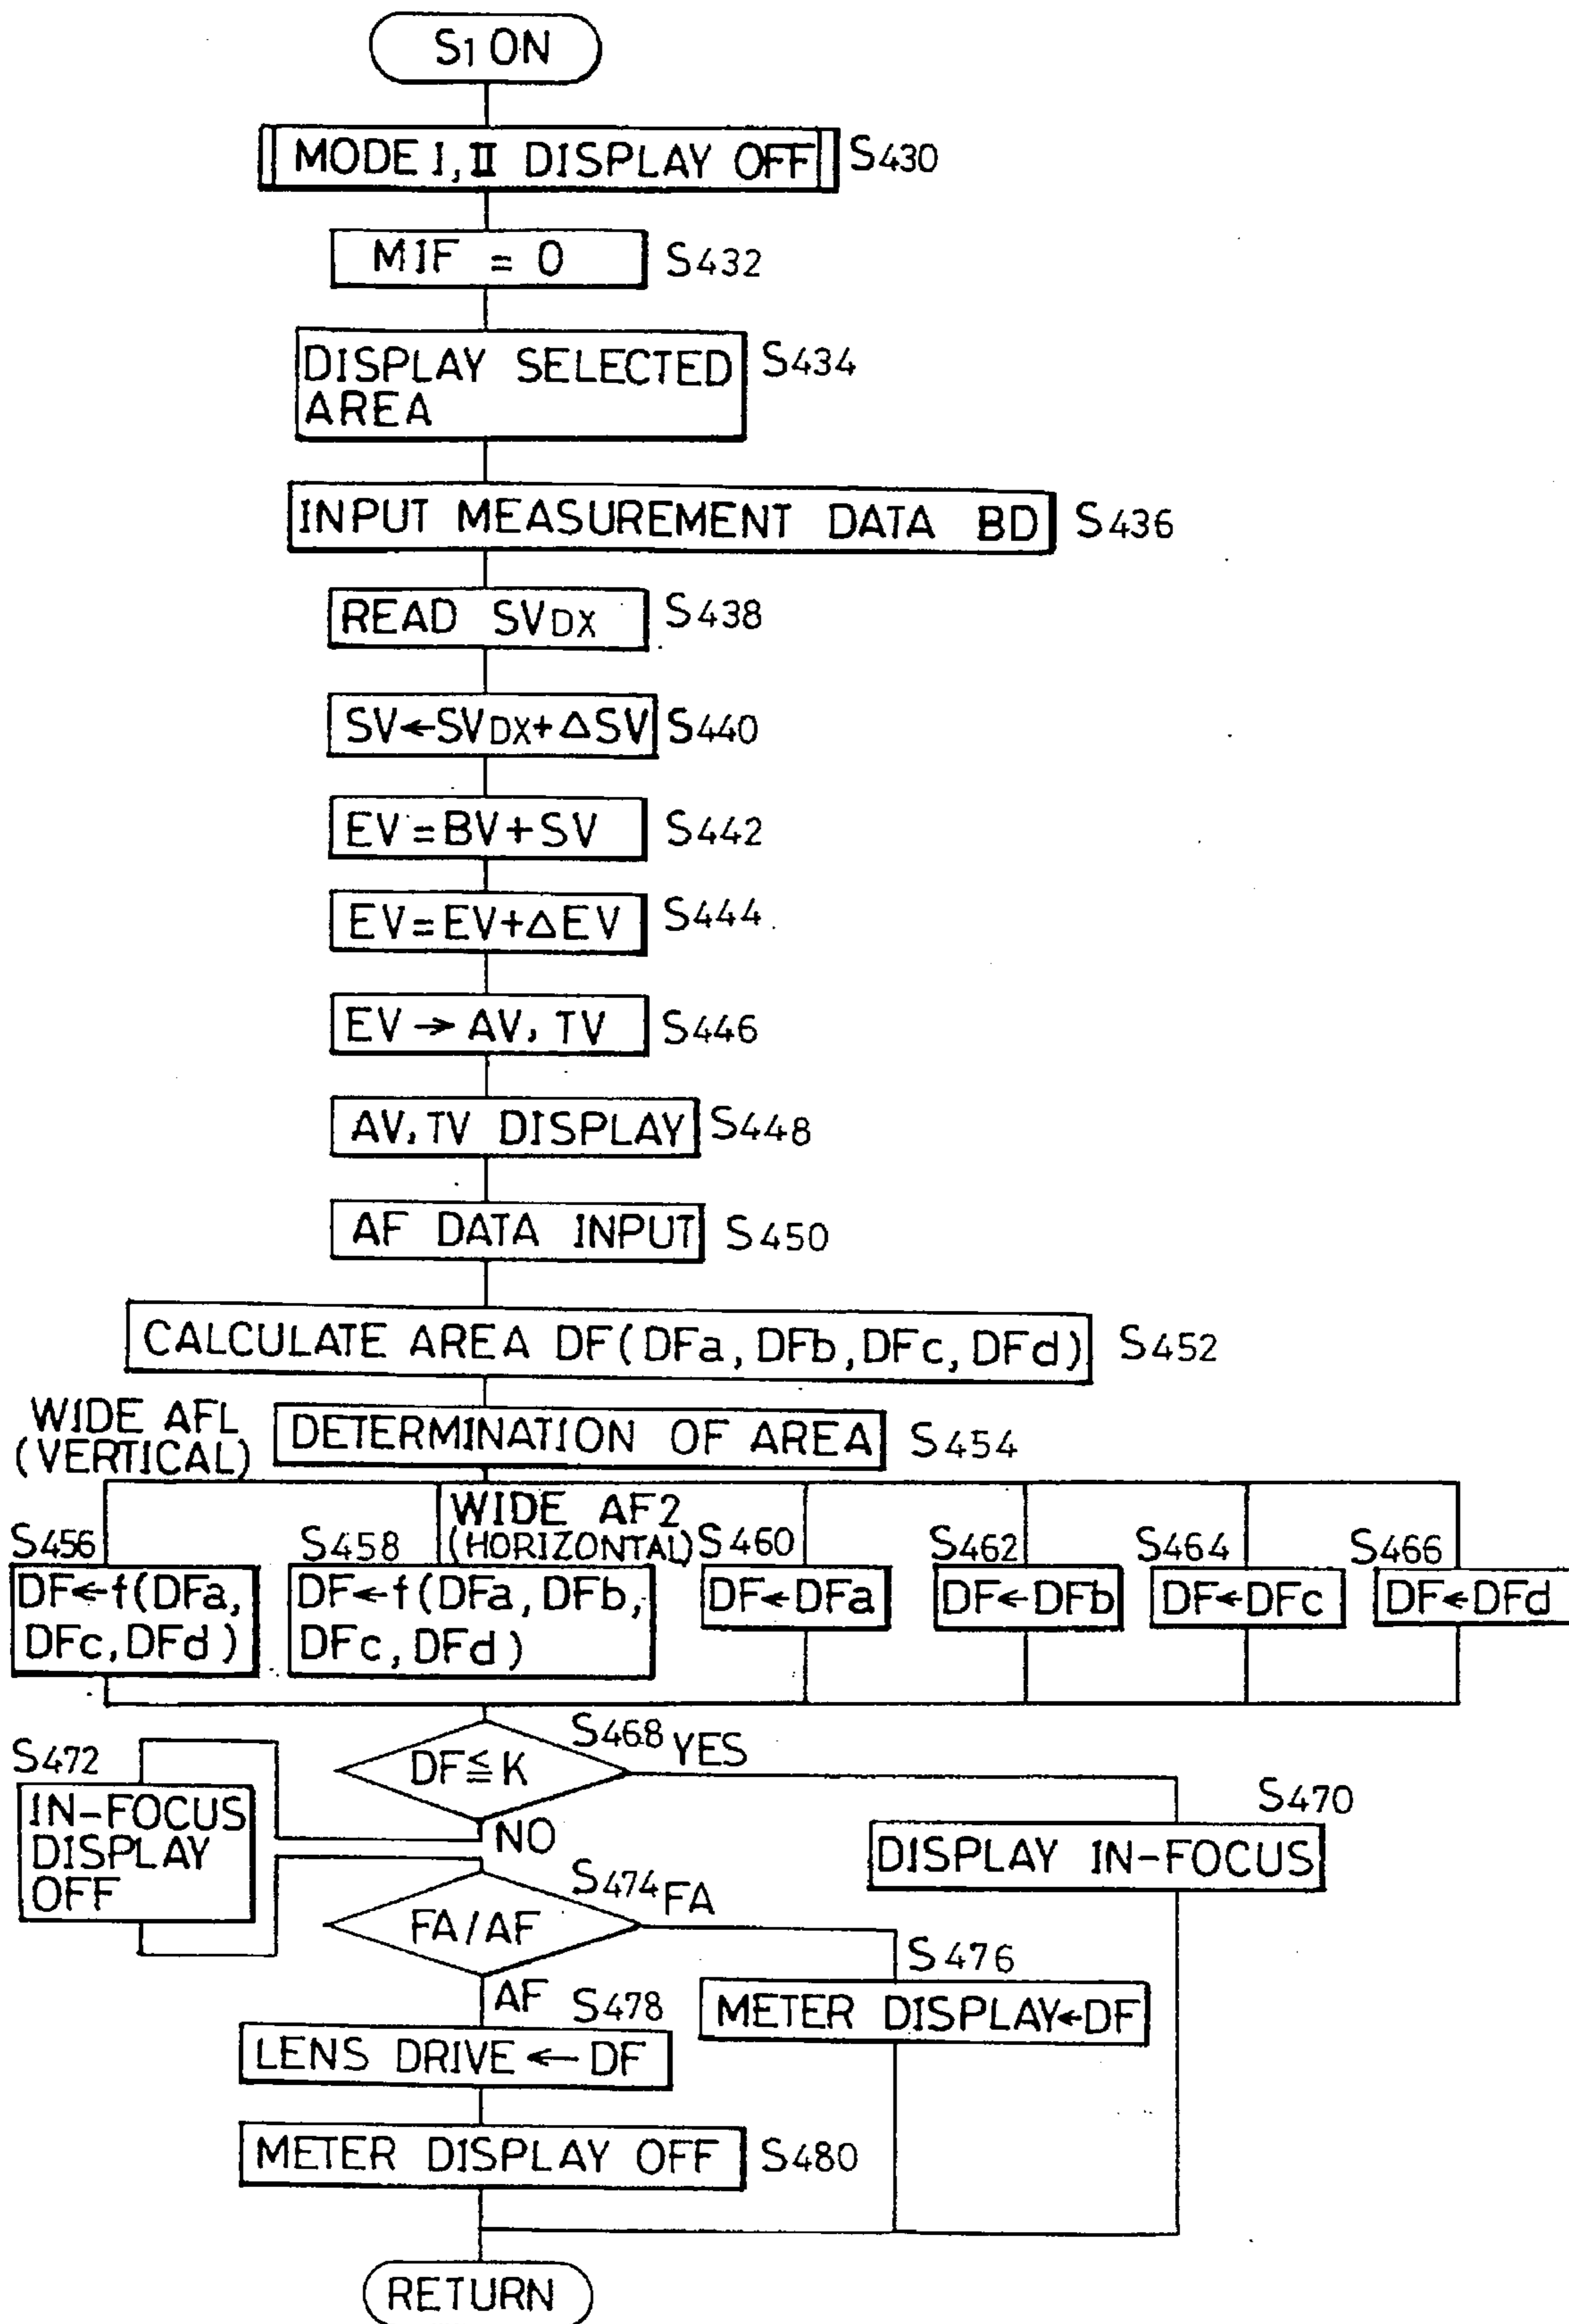 S1 ON
MODE I, II DISPLAY OFF S430
MIF = 0 S432
DISPLAY SELECTED S434
AREA
INPUT MEASUREMENT DATA BD S436
READ SVDX S438
SV←SVDX+ΔSV S440
EV=BV+SV S442
EV=EV+ΔEV S444
EV→AV, TV S446
AV, TV DISPLAY S448
AF DATA INPUT S450
CALCULATE AREA DF(DFa, DFb, DFc, DFd) S452
WIDE AFL
(VERTICAL)
DETERMINATION OF AREA S454
WIDE AF2
(HORIZONTAL)
S456
DF←f(DFa,
DFc, DFd)
S458
DF←f(DFa, DFb,
DFc, DFd)
S460
DF←DFa
S462
DF←DFb
S464
DF←DFc
S466
DF←DFd
S468
DF≦K
YES
NO
S472
IN-FOCUS
DISPLAY
OFF
S470
DISPLAY IN-FOCUS
S474
FA/AF
FA
AF
S476
METER DISPLAY←DF
S478
LENS DRIVE ← DF
METER DISPLAY OFF S480
RETURN